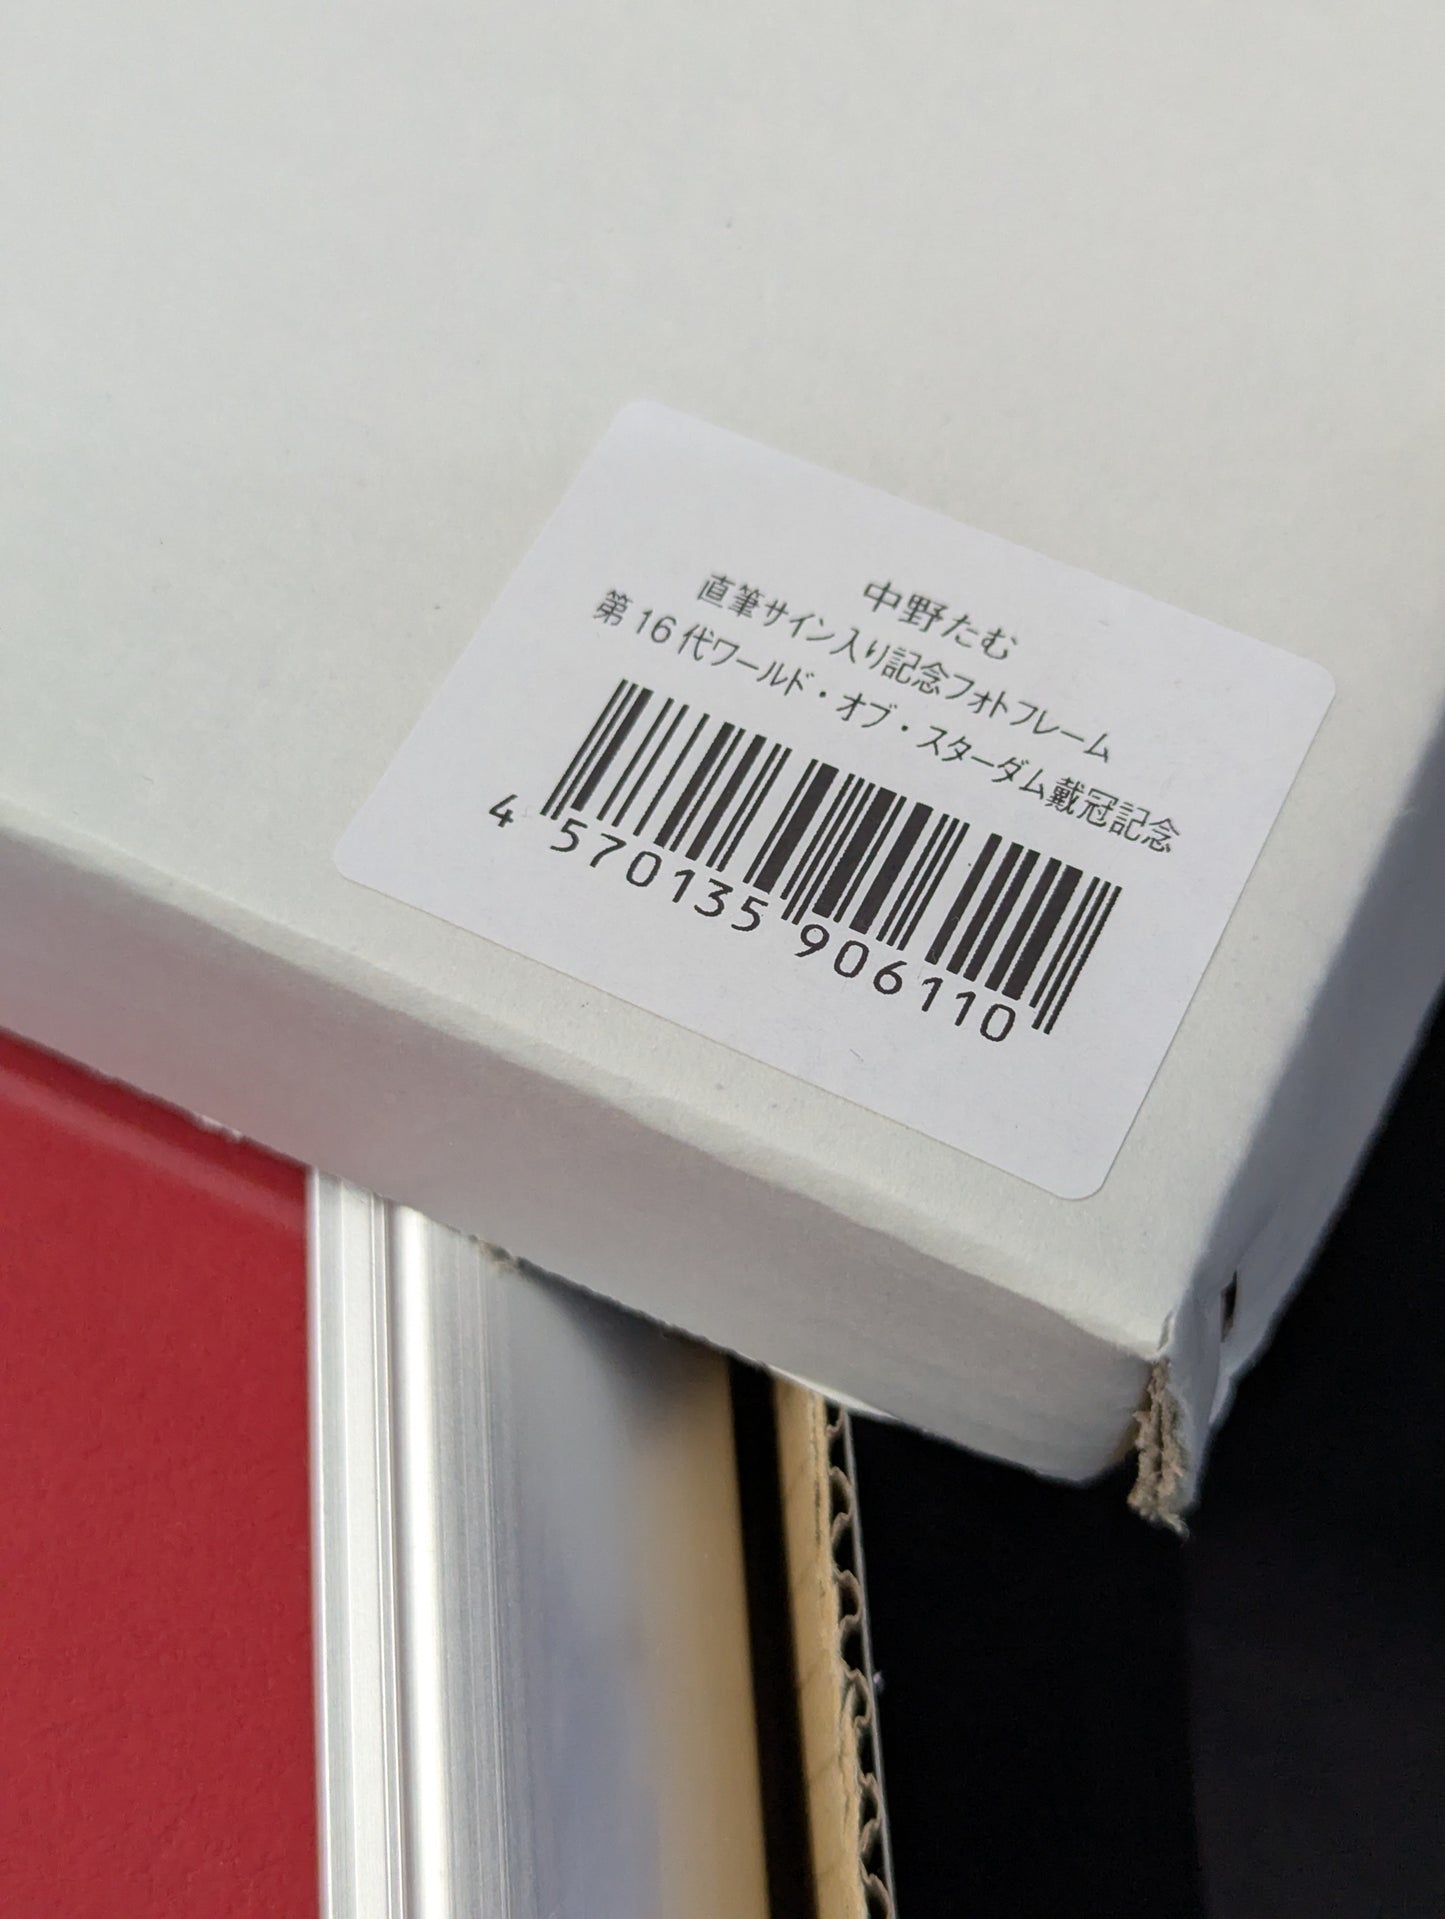 中野たむ
直筆サイン入り記念フォトフレーム
第16代ワールド・オブ・スターダム戴冠記念
4 570135 906110